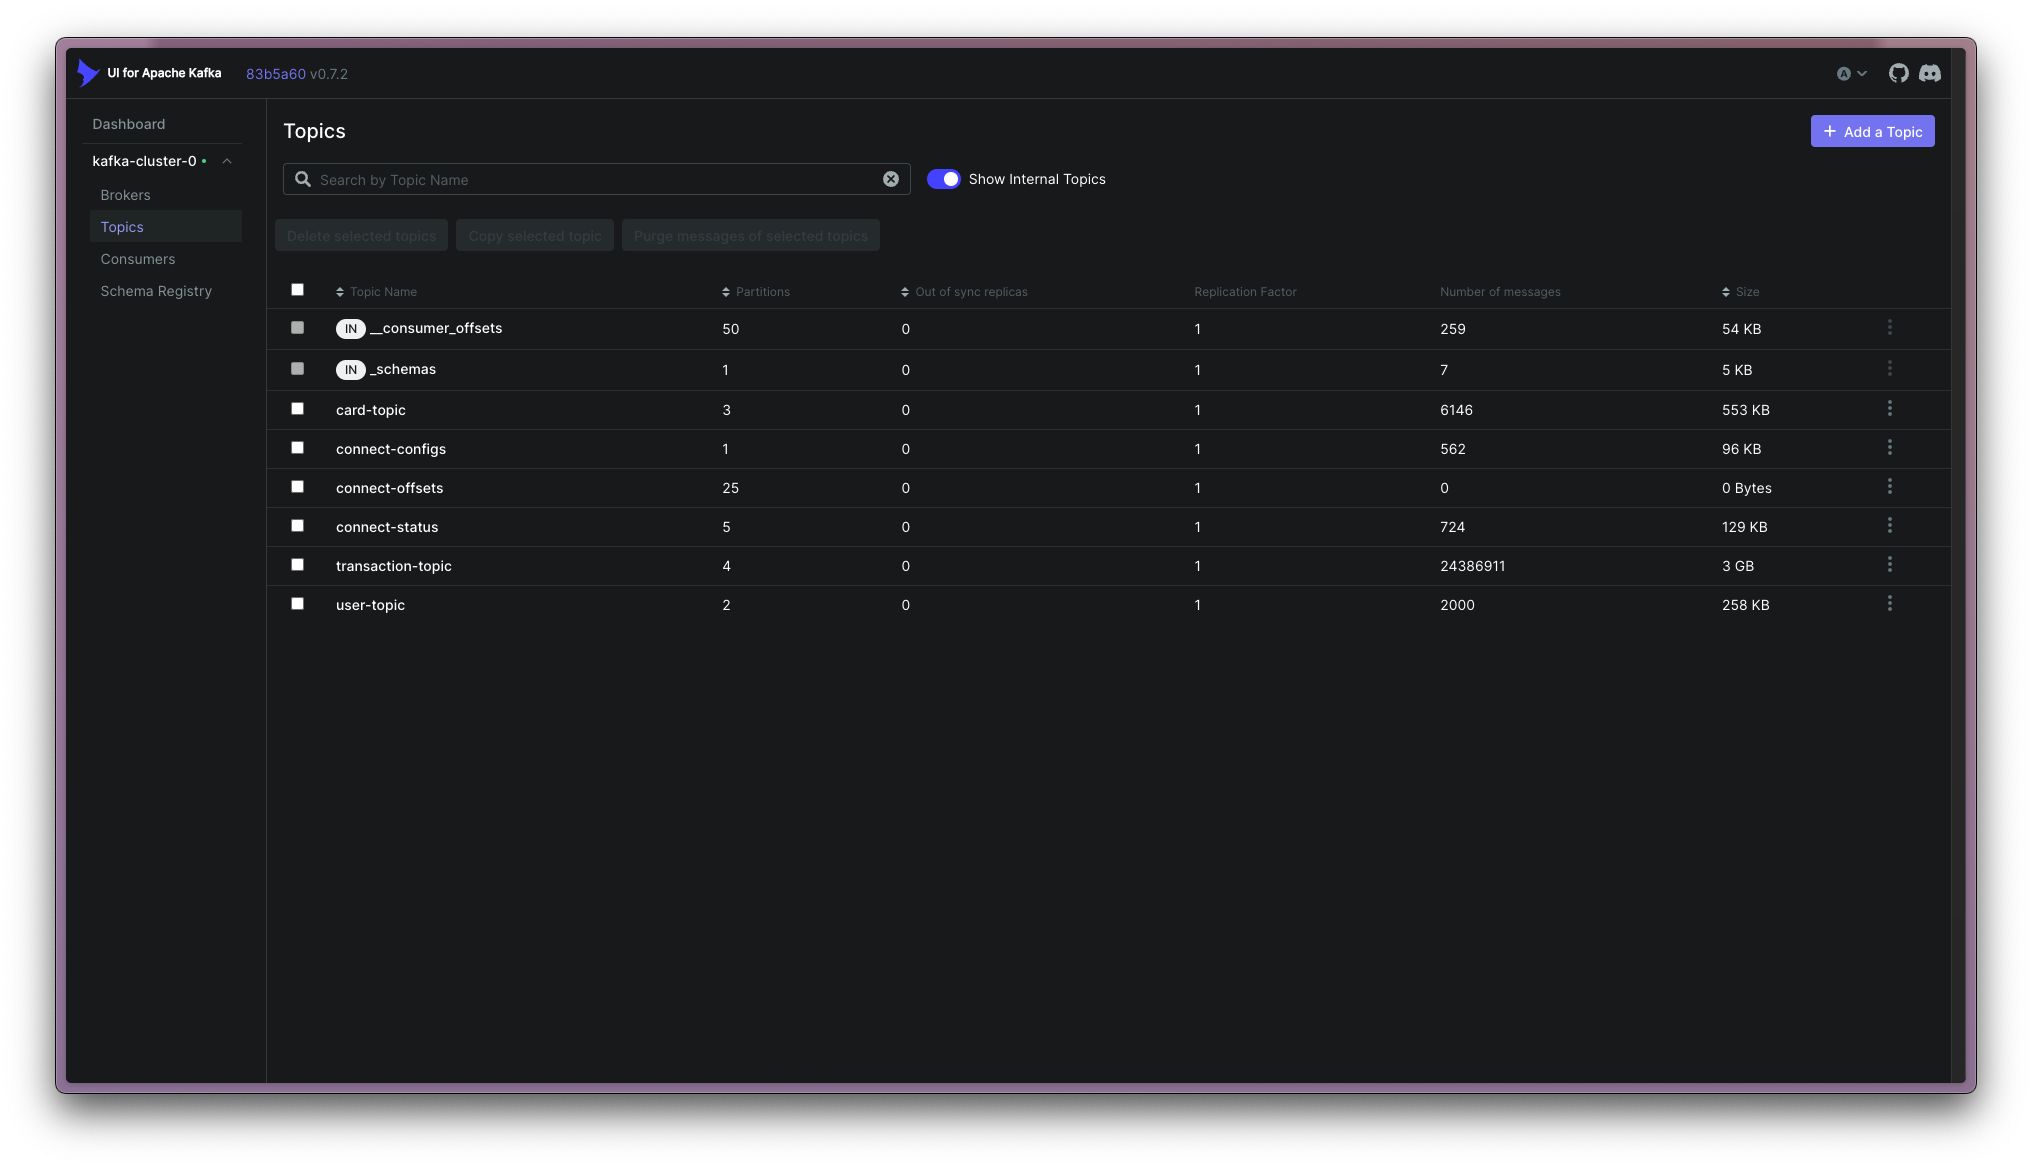 UI for Apache Kafka 83b5a60 v0.7.2 A
Dashboard
kafka-cluster-0
Brokers
Topics
Consumers
Schema Registry
Topics
Add a Topic
Search by Topic Name
Show Internal Topics
Delete selected topics Copy selected topic Purge messages of selected topics
Topic Name Partitions Out of sync replicas Replication Factor Number of messages Size
IN __consumer_offsets 50 0 1 259 54 KB
IN _schemas 1 0 1 7 5 KB
card-topic 3 0 1 6146 553 KB
connect-configs 1 0 1 562 96 KB
connect-offsets 25 0 1 0 0 Bytes
connect-status 5 0 1 724 129 KB
transaction-topic 4 0 1 24386911 3 GB
user-topic 2 0 1 2000 258 KB